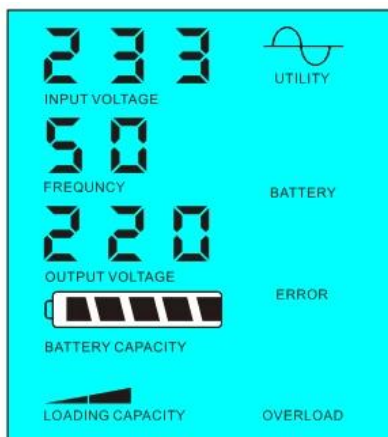 233
INPUT VOLTAGE
UTILITY
50
FREQUNCY
BATTERY
220
OUTPUT VOLTAGE
ERROR
BATTERY CAPACITY
LOADING CAPACITY
OVERLOAD